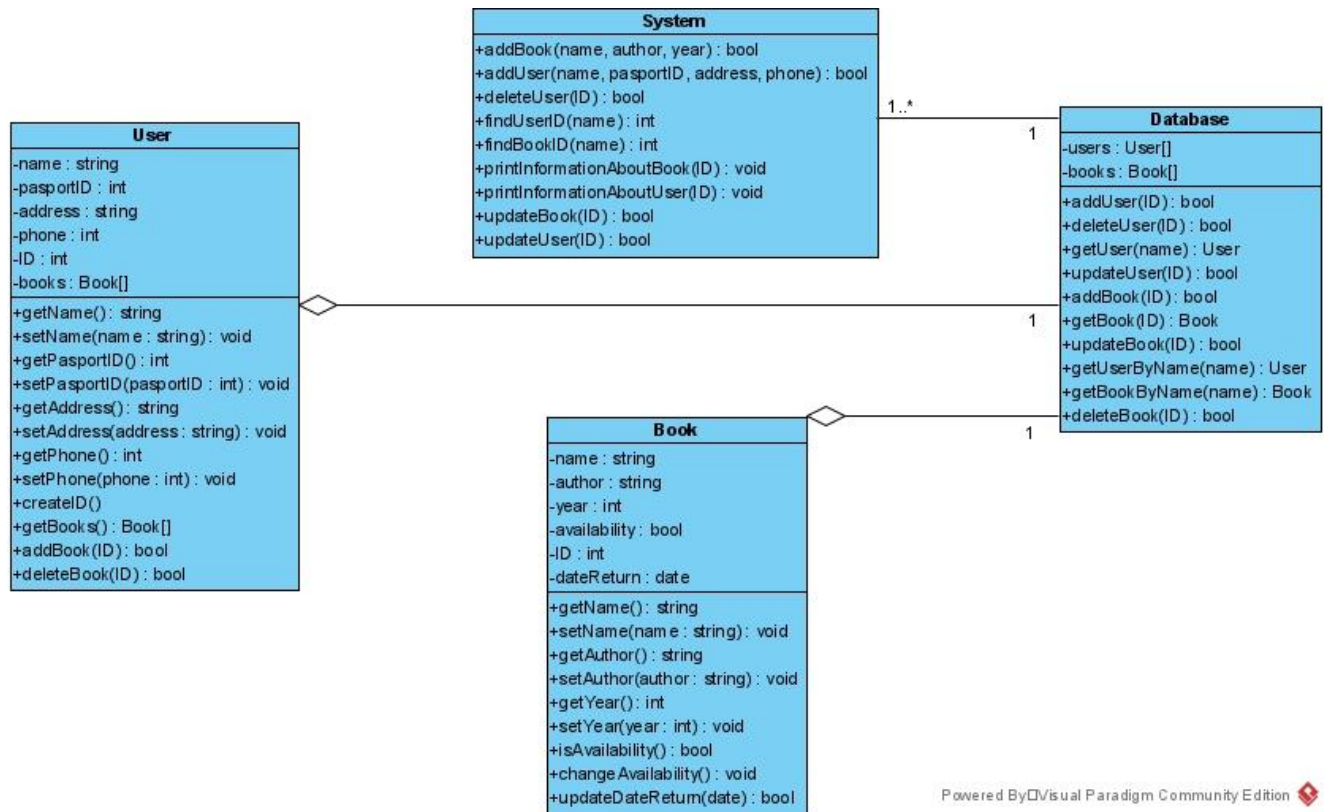 System
+addBook(name, author, year) : bool
+addUser(name, pasportID, address, phone) : bool
+deleteUser(ID) : bool
+findUserID(name) : int
+findBookID(name) : int
+printInformationAboutBook(ID) : void
+printInformationAboutUser(ID) : void
+updateBook(ID) : bool
+updateUser(ID) : bool
1..*
1
User
-name : string
-pasportID : int
-address : string
-phone : int
-ID : int
-books : Book[]
+getName() : string
+setName(name : string) : void
+getPasportID() : int
+setPasportID(pasportID : int) : void
+getAddress() : string
+setAddress(address : string) : void
+getPhone() : int
+setPhone(phone : int) : void
+createID()
+getBooks() : Book[]
+addBook(ID) : bool
+deleteBook(ID) : bool
1
Database
-users : User[]
-books : Book[]
+addUser(ID) : bool
+deleteUser(ID) : bool
+getUser(name) : User
+updateUser(ID) : bool
+addBook(ID) : bool
+getBook(ID) : Book
+updateBook(ID) : bool
+getUserByName(name) : User
+getBookByName(name) : Book
+deleteBook(ID) : bool
1
Book
-name : string
-author : string
-year : int
-availability : bool
-ID : int
-dateReturn : date
+getName() : string
+setName(name : string) : void
+getAuthor() : string
+setAuthor(author : string) : void
+getYear() : int
+setYear(year : int) : void
+isAvailability() : bool
+changeAvailability() : void
+updateDateReturn(date) : bool
Powered By□Visual Paradigm Community Edition